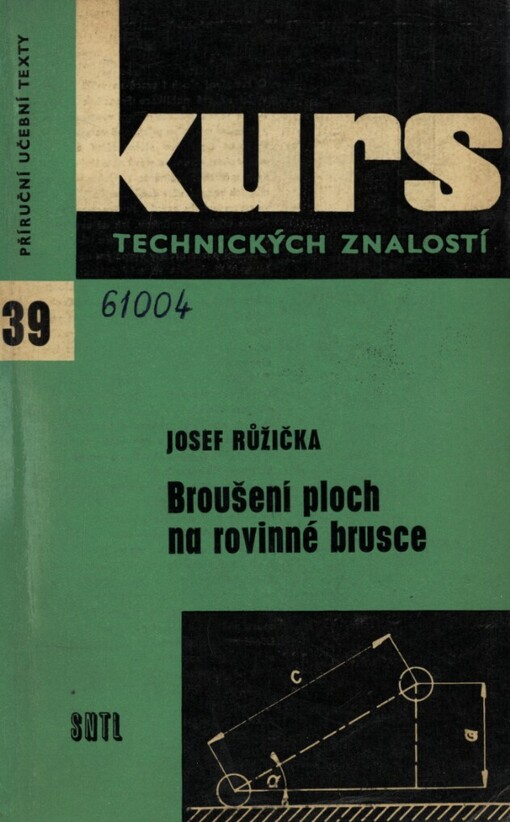 PŘÍRUČNÍ UČEBNÍ TEXTY
kurs
TECHNICKÝCH ZNALOSTÍ
39
61004
JOSEF RŮŽIČKA
Broušení ploch
na rovinné brusce
SNTL
c
α
a